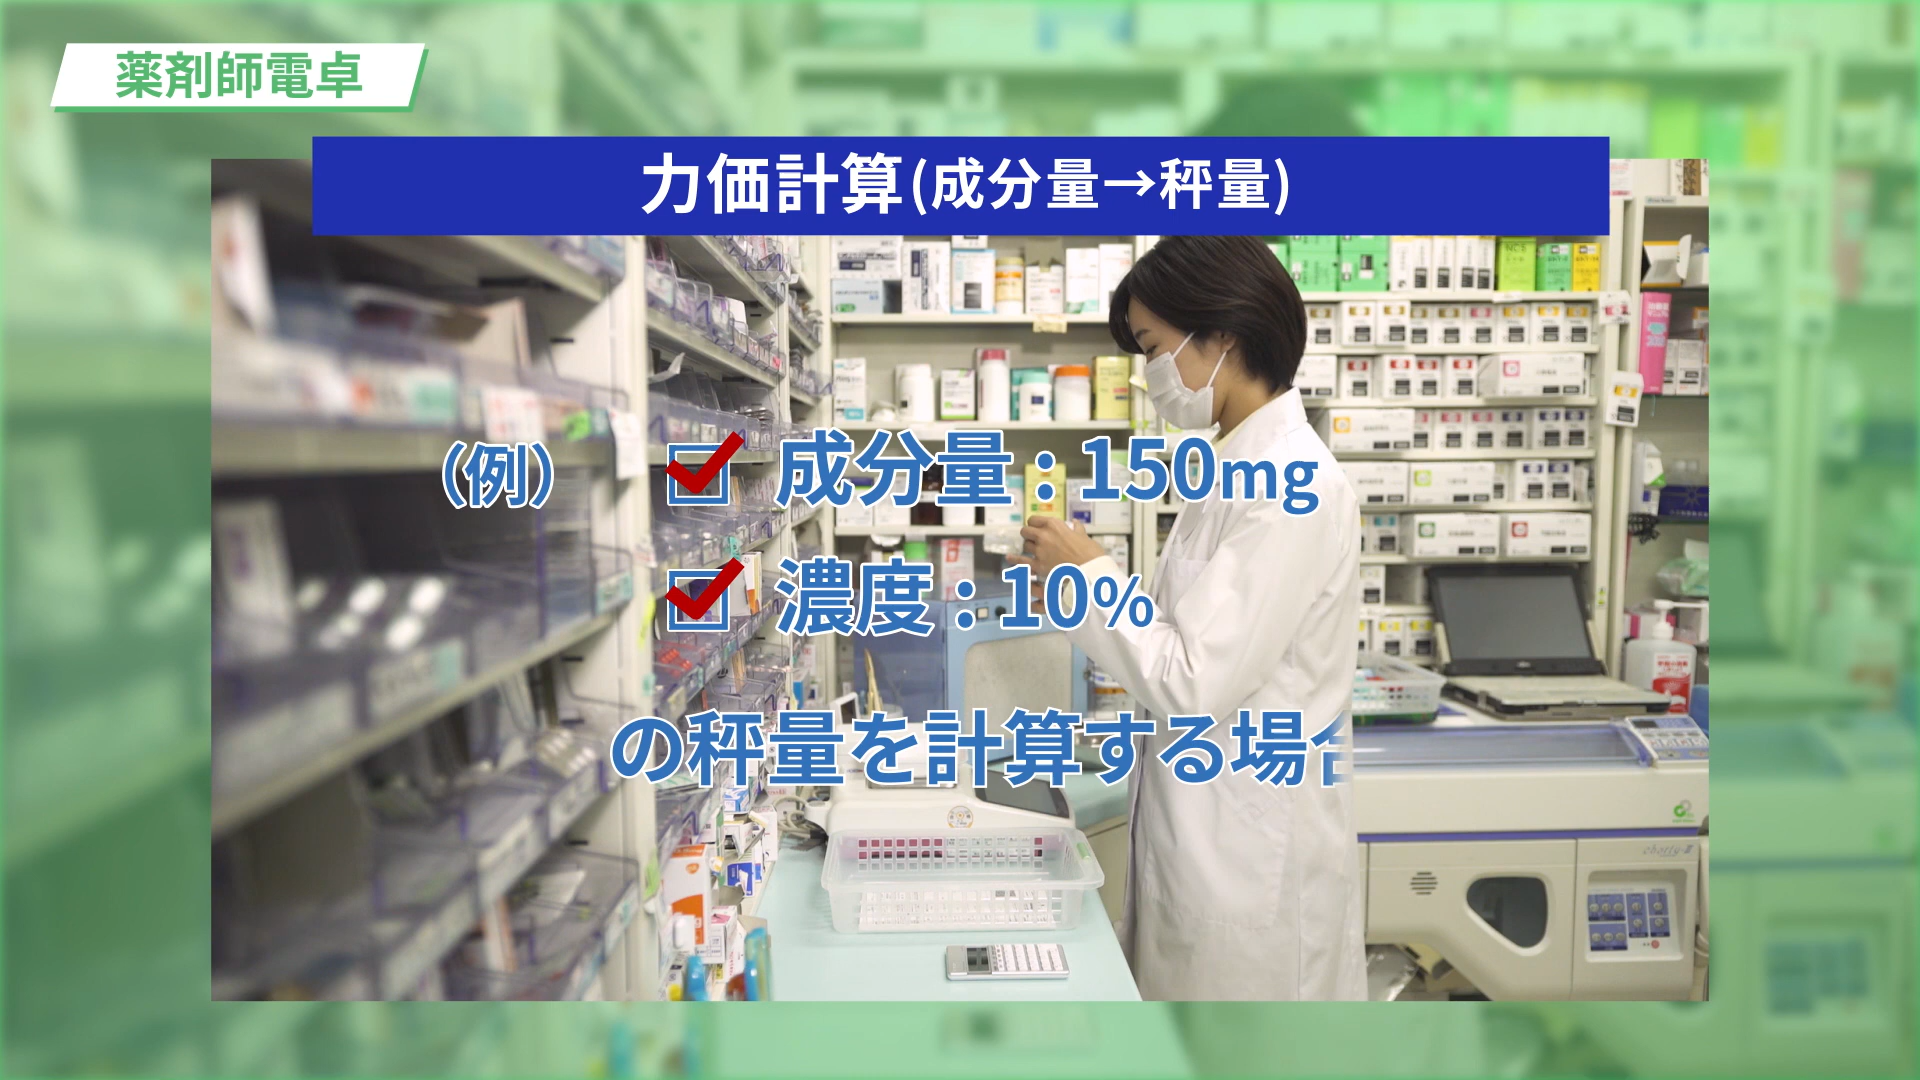 薬剤師電卓
力価計算(成分量→秤量)
（例） 成分量：150mg
濃度：10%
の秤量を計算する場合